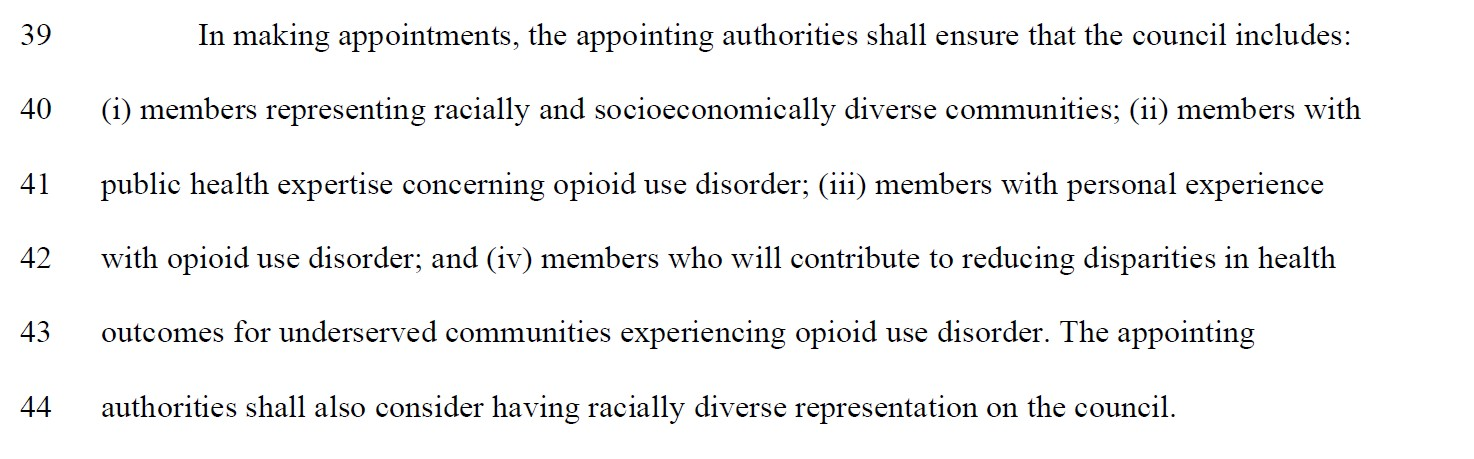 39 In making appointments, the appointing authorities shall ensure that the council includes:
40 (i) members representing racially and socioeconomically diverse communities; (ii) members with
41 public health expertise concerning opioid use disorder; (iii) members with personal experience
42 with opioid use disorder; and (iv) members who will contribute to reducing disparities in health
43 outcomes for underserved communities experiencing opioid use disorder. The appointing
44 authorities shall also consider having racially diverse representation on the council.